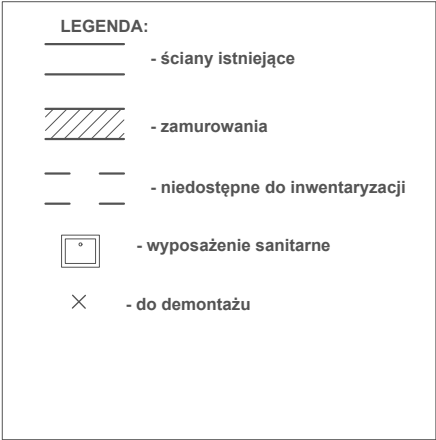 LEGENDA:
- ściany istniejące
- zamurowania
- niedostępne do inwentaryzacji
- wyposażenie sanitarne
- do demontażu